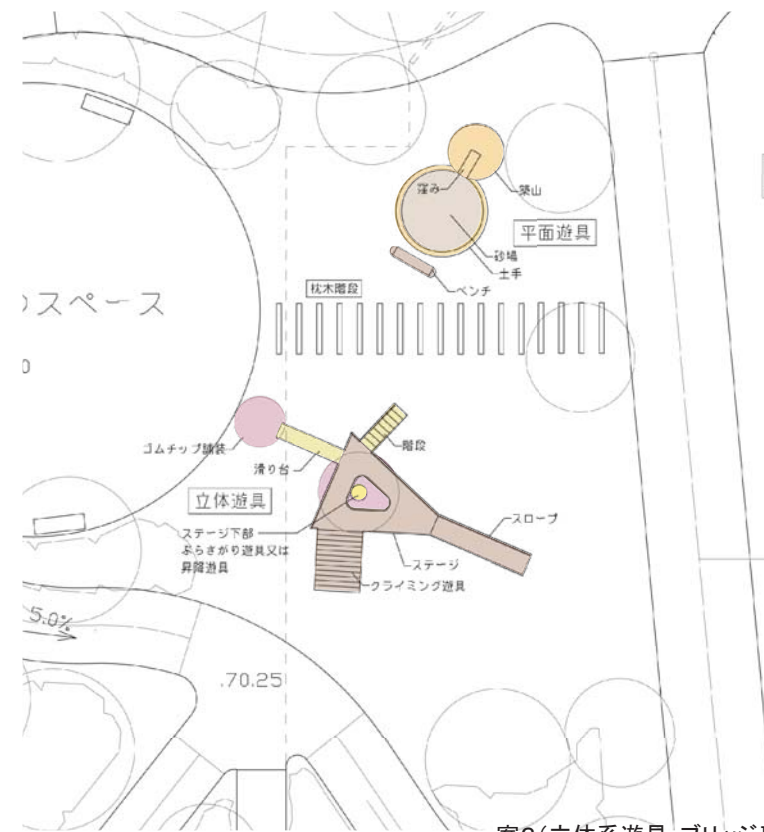 窪み
築山
平面遊具
砂場
土手
ベンチ
枕木階段
スペース
0
ゴムチップ舗装
滑り台
階段
立体遊具
ステージ下部
ぶらさがり遊具又は
昇降遊具
スロープ
ステージ
クライミング遊具
5.0%
.70.25